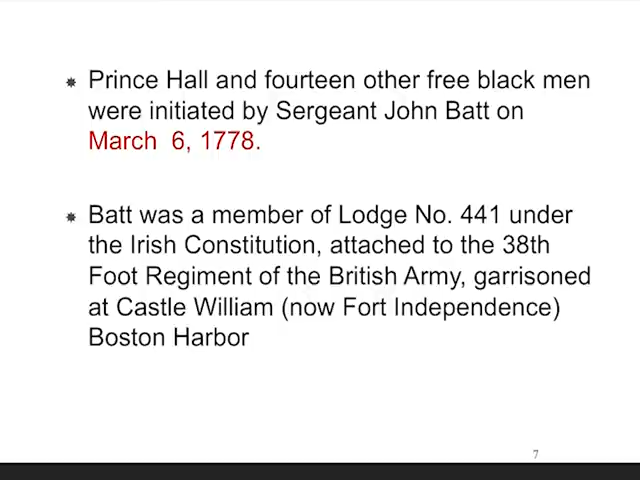 Prince Hall and fourteen other free black men
were initiated by Sergeant John Batt on
March 6, 1778.
Batt was a member of Lodge No. 441 under
the Irish Constitution, attached to the 38th
Foot Regiment of the British Army, garrisoned
at Castle William (now Fort Independence)
Boston Harbor
7